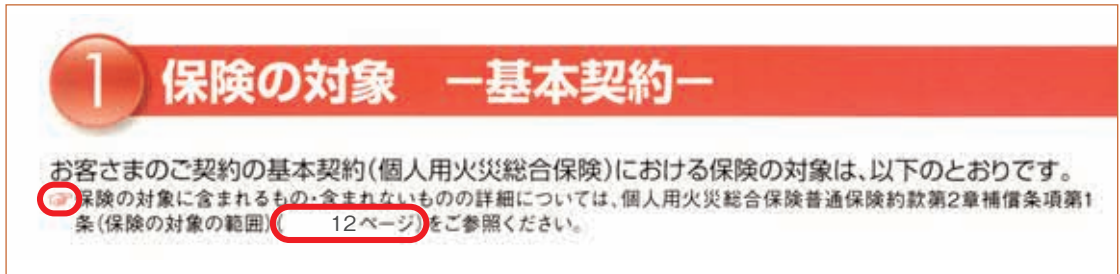 1 保険の対象 －基本契約－
お客さまのご契約の基本契約(個人用火災総合保険)における保険の対象は、以下のとおりです。
☞保険の対象に含まれるもの・含まれないものの詳細については、個人用火災総合保険普通保険約款第2章補償条項第1
条(保険の対象の範囲)( 12ページ)をご参照ください。